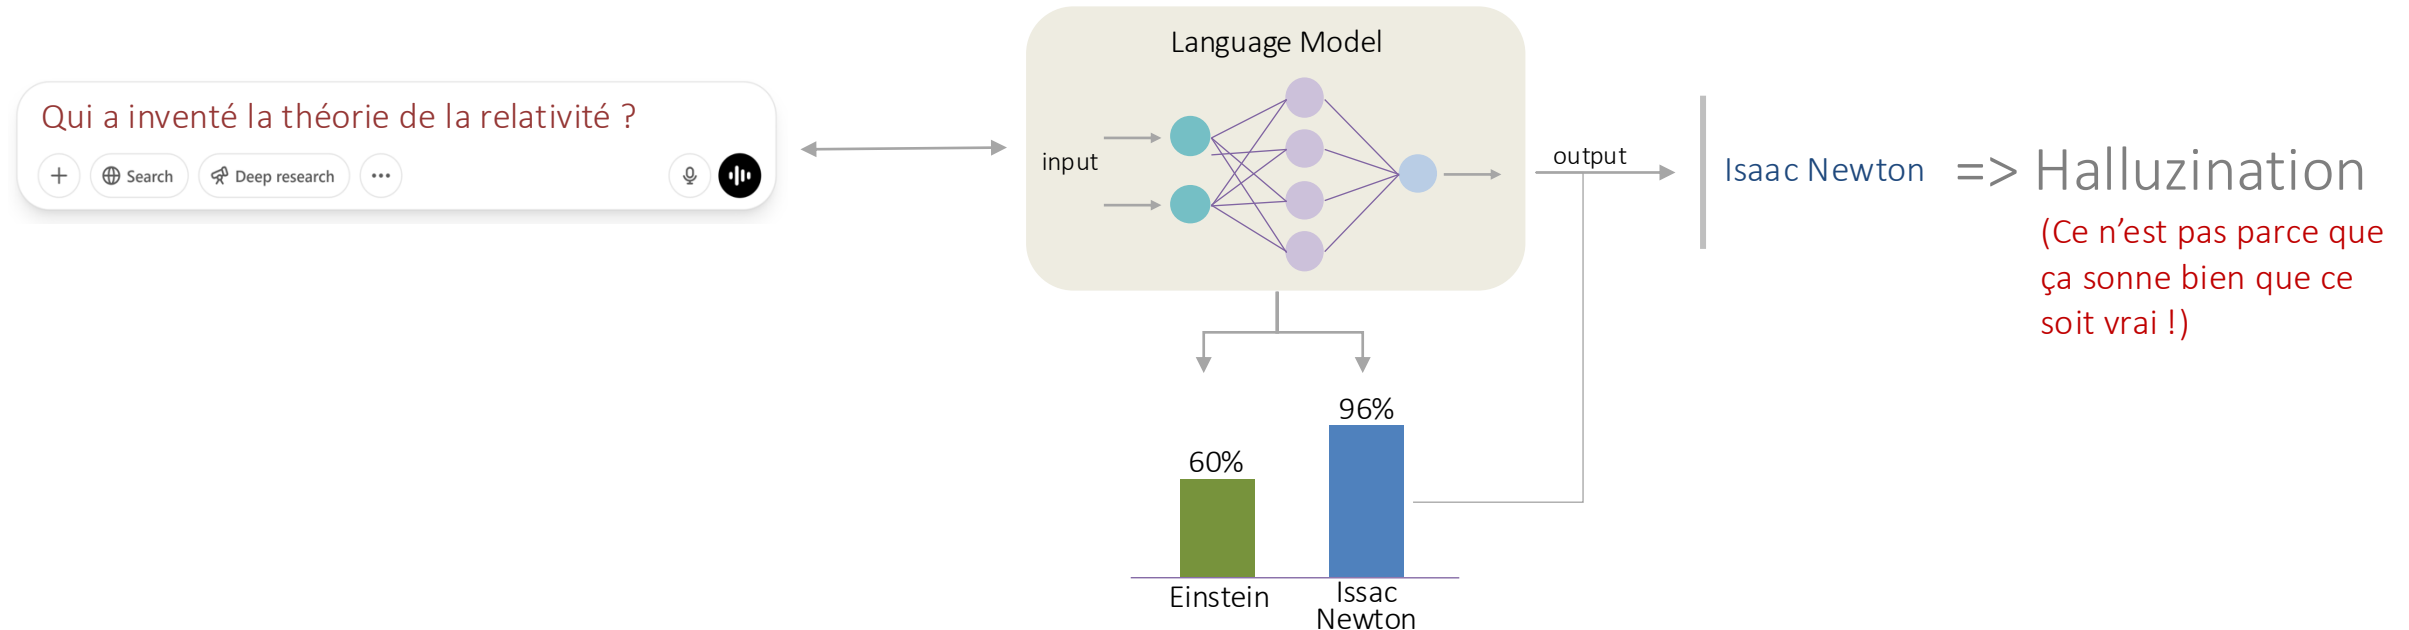 Language Model
Qui a inventé la théorie de la relativité ?
Search
Deep research
input
output
Isaac Newton
=> Halluzination
(Ce n’est pas parce que
ça sonne bien que ce
soit vrai !)
96%
60%
Einstein
Issac
Newton